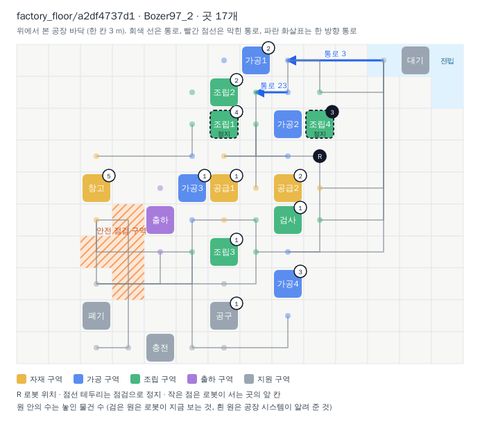 factory_floor/a2df4737d1 · Bozer97_2 · 곳 17개
위에서 본 공장 바닥 (한 칸 3 m). 회색 선은 통로, 빨간 점선은 막힌 통로, 파란 화살표는 한 방향 통로
가공1 2
통로 3
대기
전립
조립2 2
통로 23
조립1 4
정지
가공2
조립4 3
정지
R
창고 5
가공3 1
공급1 1
공급2 2
안전 점검 구역
출하
검사 1
조립3 1
가공4 3
폐기
공구 1
충전
자재 구역
가공 구역
조립 구역
출하 구역
지원 구역
R 로봇 위치 · 점선 테두리는 점검으로 정지 · 작은 점은 로봇이 서는 곳의 앞 칸
원 안의 수는 놓인 물건 수 (검은 원은 로봇이 지금 보는 것, 흰 원은 공장 시스템이 알려 준 것)